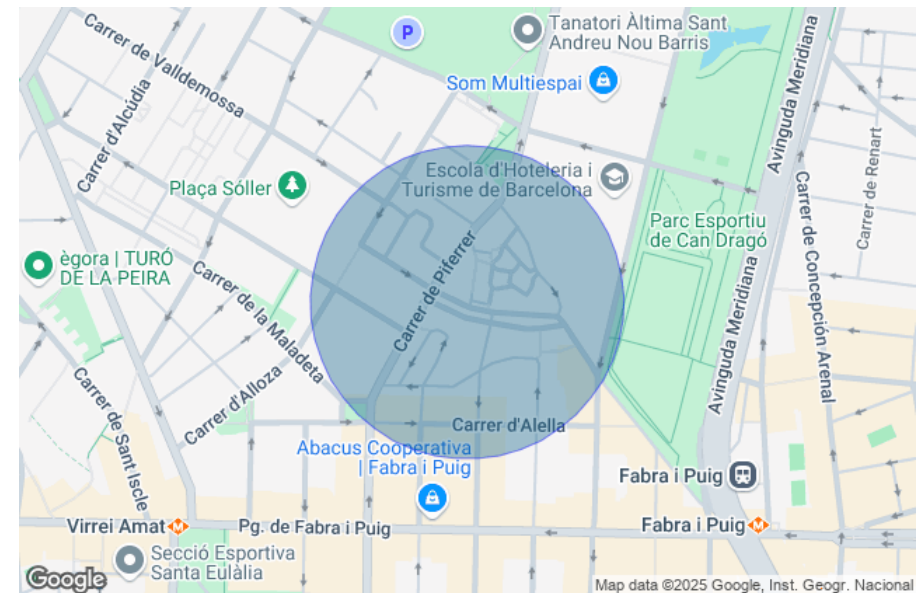 Tanatori Àltima Sant
Andreu Nou Barris
P
Carrer de Valldemossa
Som Multiespai
Carrer d'Alcúdia
Avinguda Meridiana
Carrer de Renart
Escola d'Hoteleria i
Turisme de Barcelona
Plaça Sóller
Carrer de Concepción Arenal
Parc Esportiu
de Can Dragó
ègora | TURÓ
DE LA PEIRA
Carrer de Piferrer
Carrer de la Maladeta
Avinguda Meridiana
Carrer d'Alloza
Carrer de Sant Iscle
Carrer d'Alella
Abacus Cooperativa
| Fabra i Puig
Fabra i Puig
Virrei Amat
M
Pg. de Fabra i Puig
Fabra i Puig
M
Secció Esportiva
Santa Eulàlia
Google
Map data ©2025 Google, Inst. Geogr. Nacional